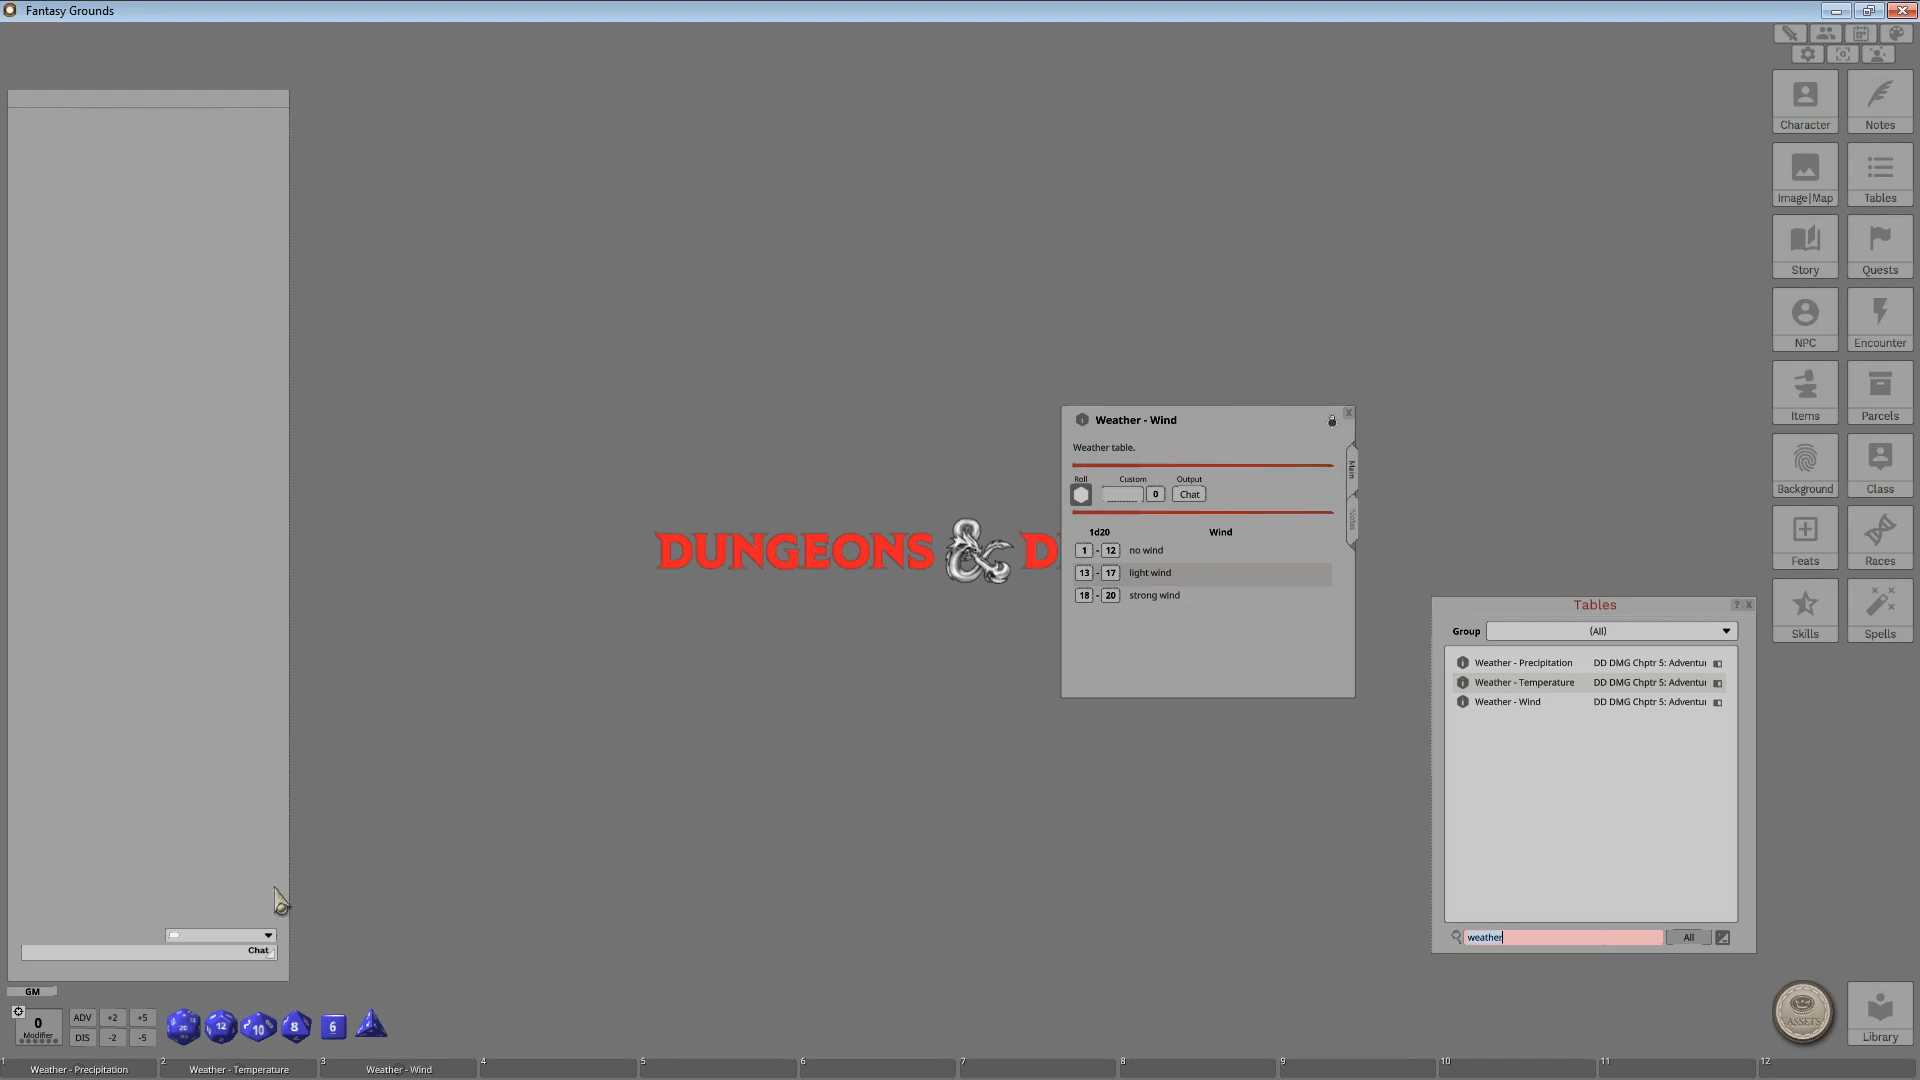 Fantasy Grounds
Character
Notes
Image|Map
Tables
Story
Quests
NPC
Encounter
Items
Parcels
Background
Class
Feats
Races
Skills
Spells
DUNGEONS & D
Weather - Wind
Weather table.
Roll Custom Output
0 Chat
1d20 Wind
1 - 12 no wind
13 - 17 light wind
18 - 20 strong wind
Main
Notes
Tables
? X
Group (All)
Weather - Precipitation DD DMG Chptr 5: Adventu
Weather - Temperature DD DMG Chptr 5: Adventu
Weather - Wind DD DMG Chptr 5: Adventu
weather All
Chat
GM
0
Modifier
ADV +2 +5
DIS -2 -5
20 12 10 8 6
ASSETS
Library
1 2 3 4 5 6 7 8 9 10 11 12
Weather - Precipitation Weather - Temperature Weather - Wind